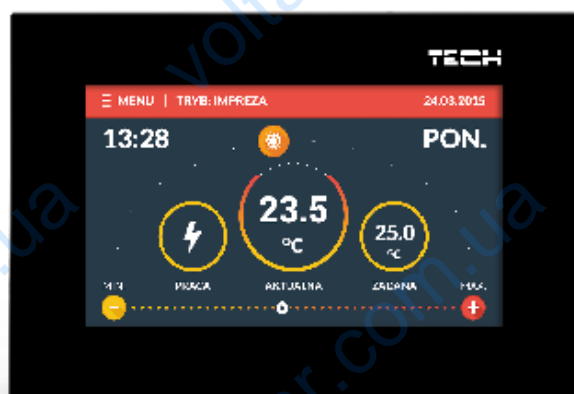 TECH
MENU | TRYB: IMPREZA 24.03.2015
13:28 PON.
23.5
°C
25.0
°C
MIN PRACA AKTUALNA ZADANA MAX.